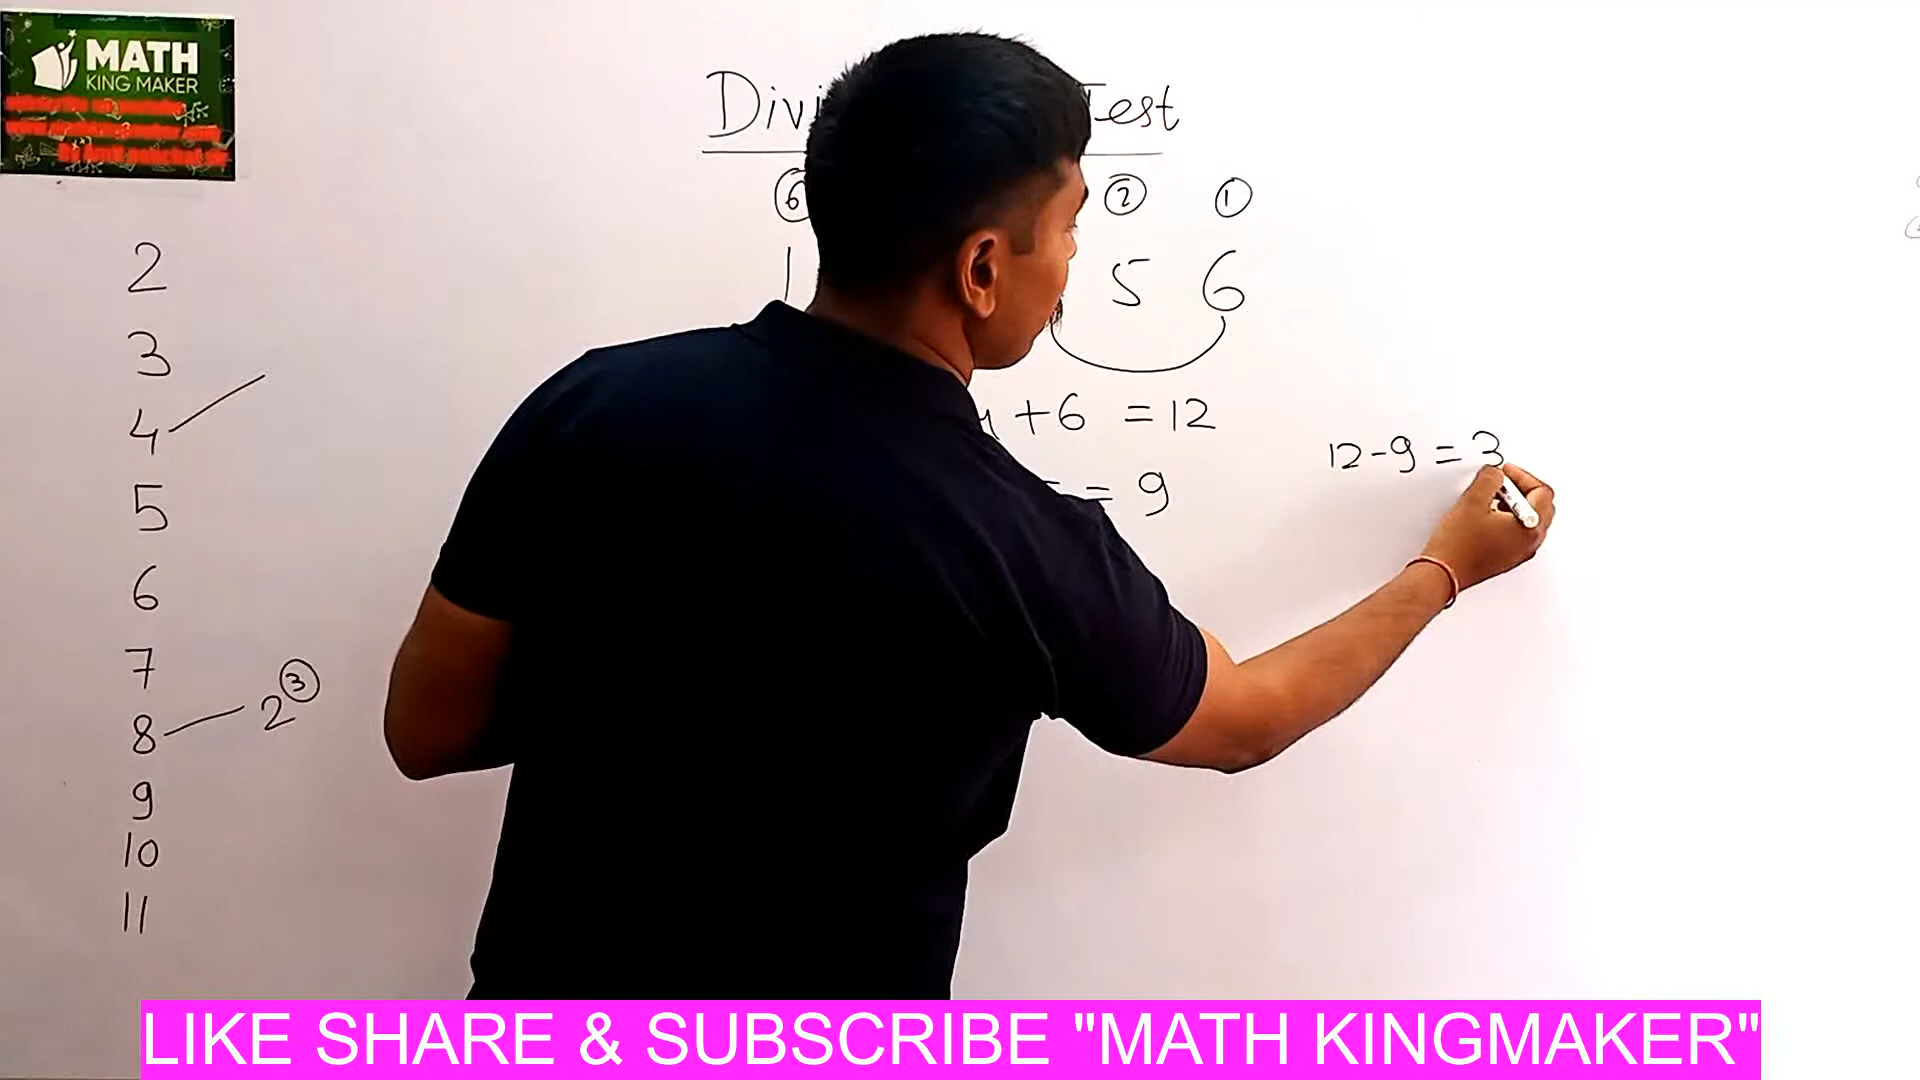 MATH
KING MAKER
Test
6 2 1
1 5 6
+6 = 12
= 9
12-9 = 3
2
3
4
5
6
7
8 2³
9
10
11
LIKE SHARE & SUBSCRIBE "MATH KINGMAKER"